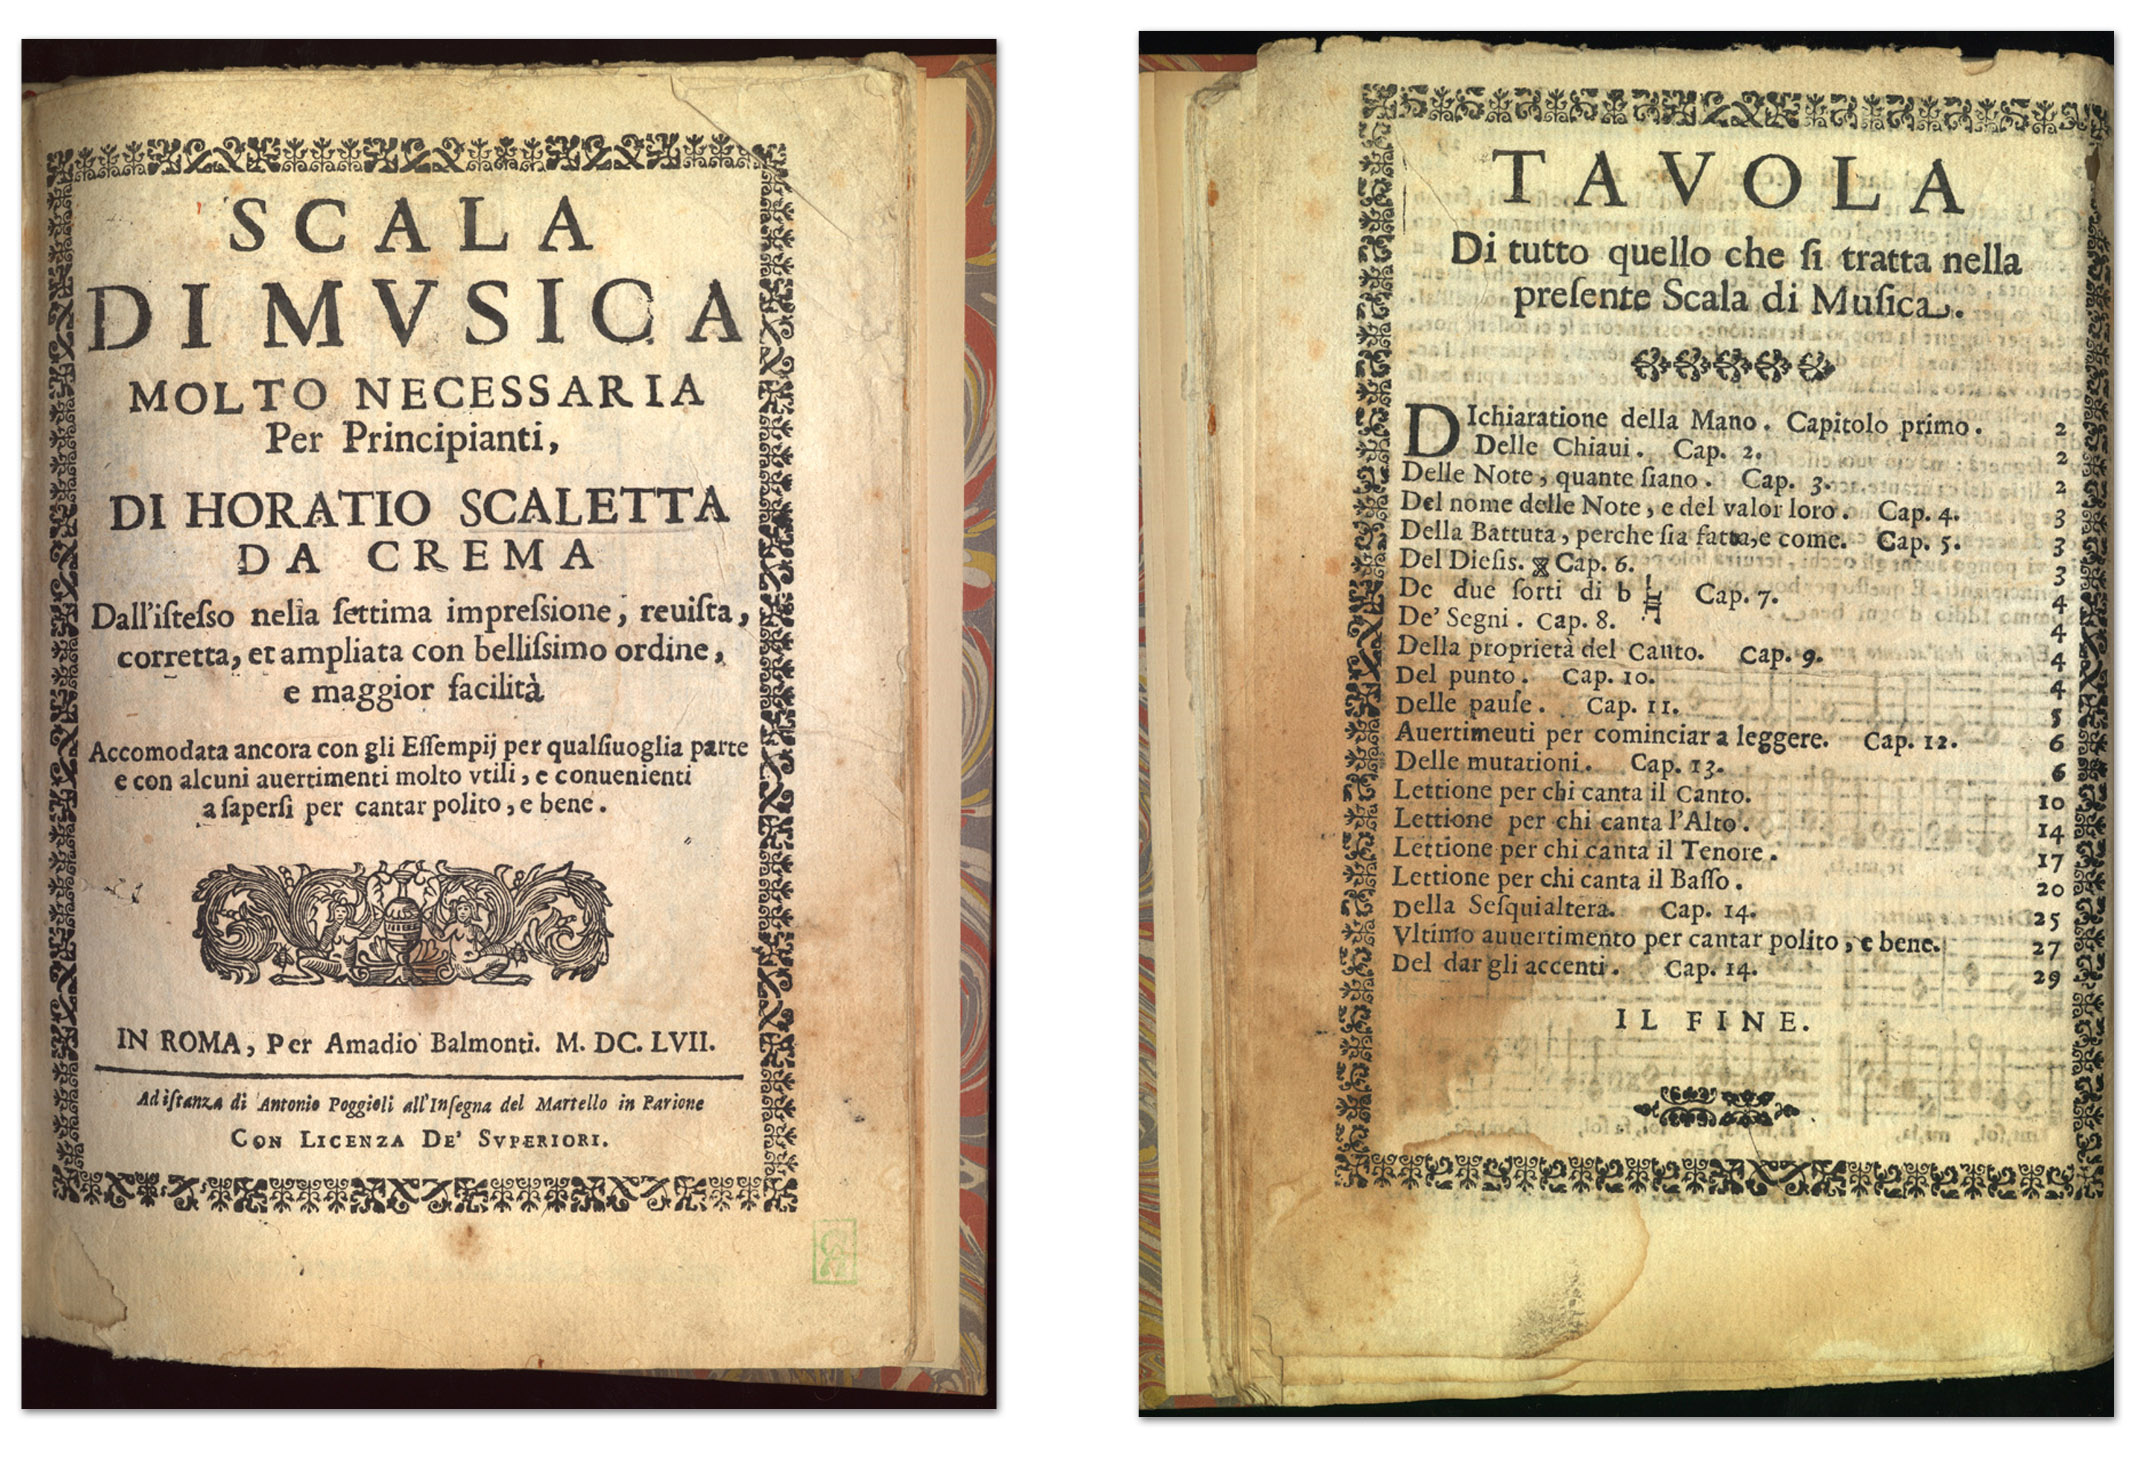 SCALA
DI MVSICA
MOLTO NECESSARIA
Per Principianti,
DI HORATIO SCALETTA
DA CREMA
Dall'iſteſso nella ſettima impreſsione, reuiſta,
corretta, et ampliata con belliſsimo ordine,
e maggior facilità
Accomodata ancora con gli Eſſempij per qualſiuoglia parte
e con alcuni auertimenti molto vtili, e conuenienti
a ſaperſi per cantar polito, e bene.
IN ROMA, Per Amadio Balmonti. M. DC. LVII.
Ad iſtanza di Antonio Poggioli all'Inſegna del Martello in Parione
CON LICENZA DE' SVPERIORI.
TAVOLA
Di tutto quello che ſi tratta nella
preſente Scala di Muſica.
DIchiaratione della Mano. Capitolo primo. 2
Delle Chiaui. Cap. 2. 2
Delle Note, quante ſiano. Cap. 3. 2
Del nome delle Note, e del valor loro. Cap. 4. 3
Della Battuta, perche ſia fatta, e come. Cap. 5. 3
Del Dieſis. Cap. 6. 3
De due ſorti di b Cap. 7. 4
De' Segni. Cap. 8. 4
Della proprietà del Cauto. Cap. 9. 4
Del punto. Cap. 10. 4
Delle pauſe. Cap. 11. 5
Auertimeuti per cominciar a leggere. Cap. 12. 6
Delle mutationi. Cap. 13. 6
Lettione per chi canta il Canto. 10
Lettione per chi canta l'Alto. 14
Lettione per chi canta il Tenore. 17
Lettione per chi canta il Baſſo. 20
Della Seſquialtera. Cap. 14. 25
Vltimo auuertimento per cantar polito, e bene. 27
Del dar gli accenti. Cap. 14. 29
IL FINE.